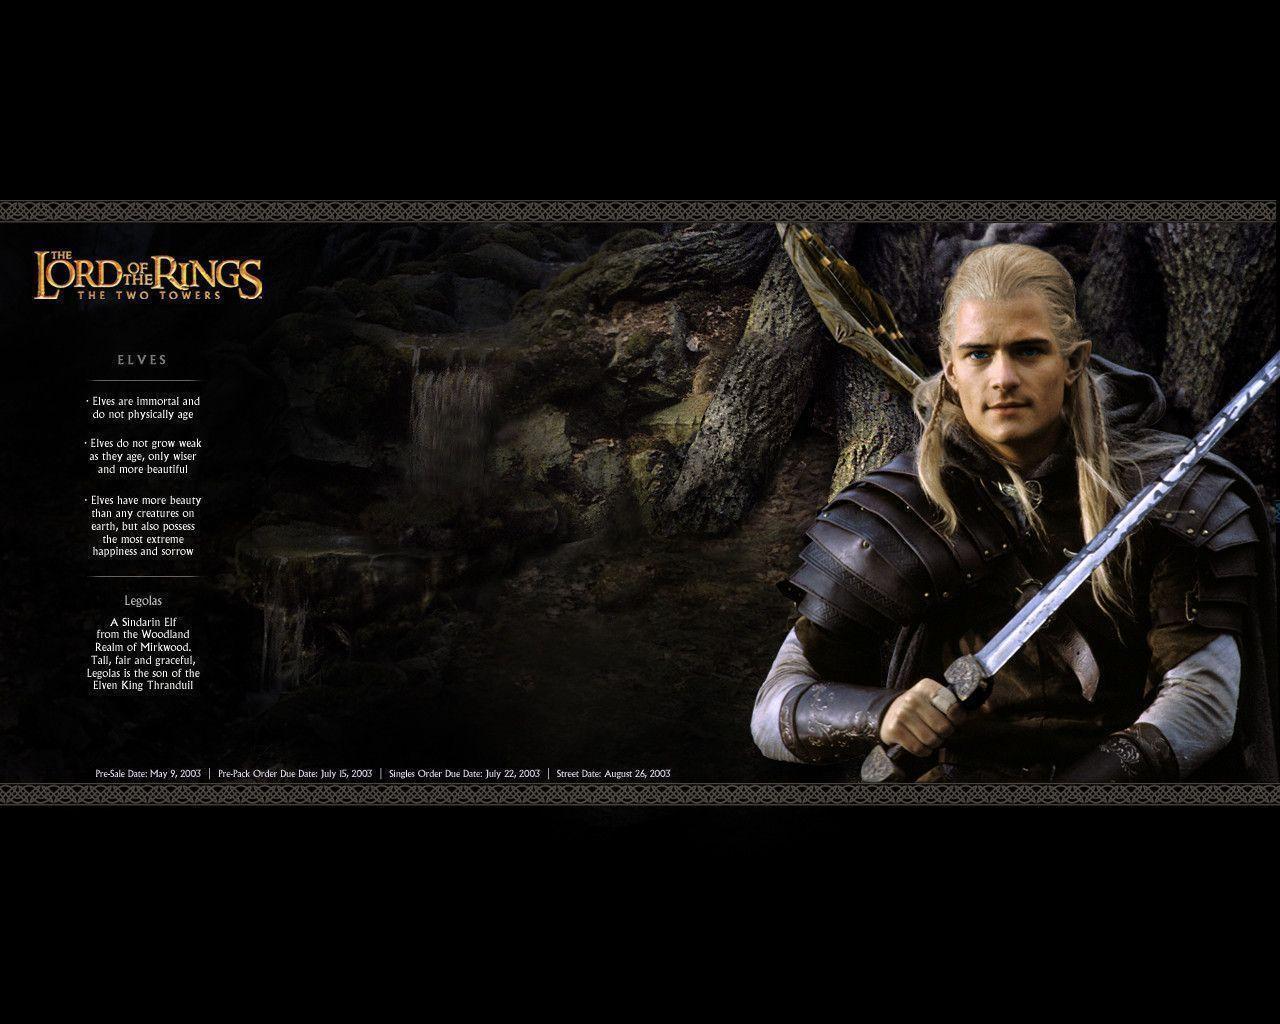 THE
LORD OF THE RINGS
THE TWO TOWERS
ELVES
· Elves are immortal and
do not physically age
· Elves do not grow weak
as they age, only wiser
and more beautiful
· Elves have more beauty
than any creatures on
earth, but also possess
the most extreme
happiness and sorrow
Legolas
A Sindarin Elf
from the Woodland
Realm of Mirkwood.
Tall, fair and graceful,
Legolas is the son of the
Elven King Thranduil
Pre-Sale Date: May 9, 2003 | Pre-Pack Order Due Date: July 15, 2003 | Singles Order Due Date: July 22, 2003 | Street Date: August 26, 2003